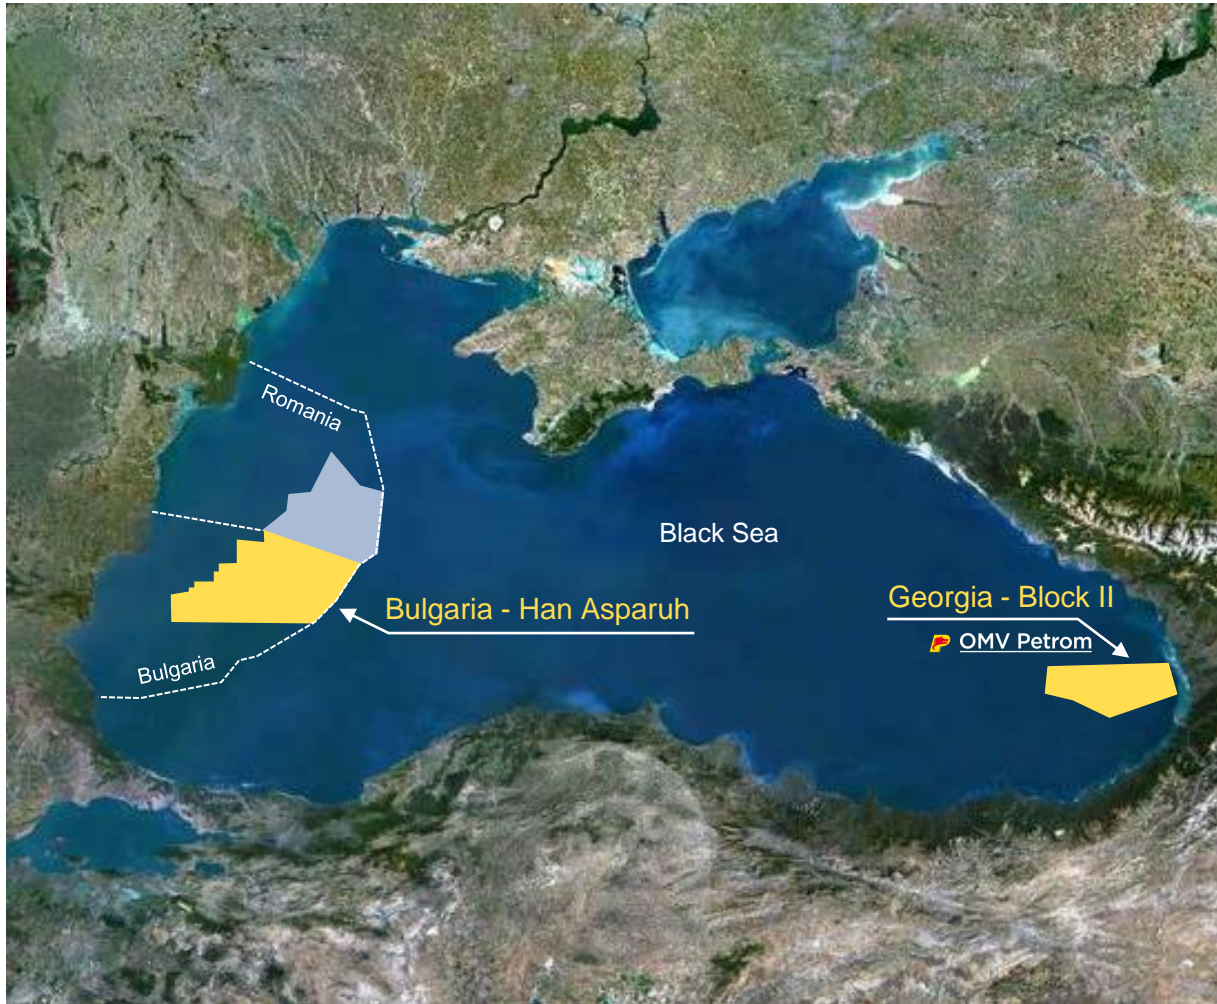 Romania
Black Sea
Bulgaria - Han Asparuh
Georgia - Block II
OMV Petrom
Bulgaria